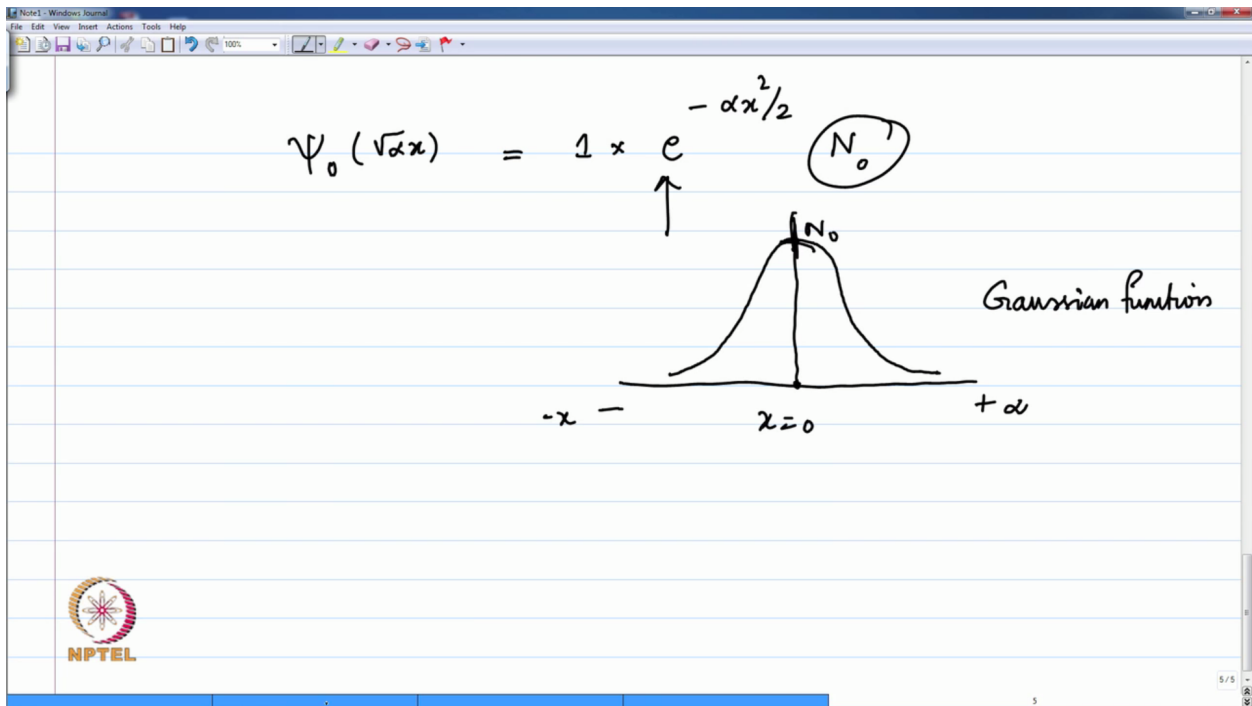 Note1 - Windows Journal
File Edit View Insert Actions Tools Help
100%
ψ₀ (√αx) = 1 × e^(- αx²/2) N₀
N₀
Gaussian function
-x — x=0 + α
NPTEL
5/5
5